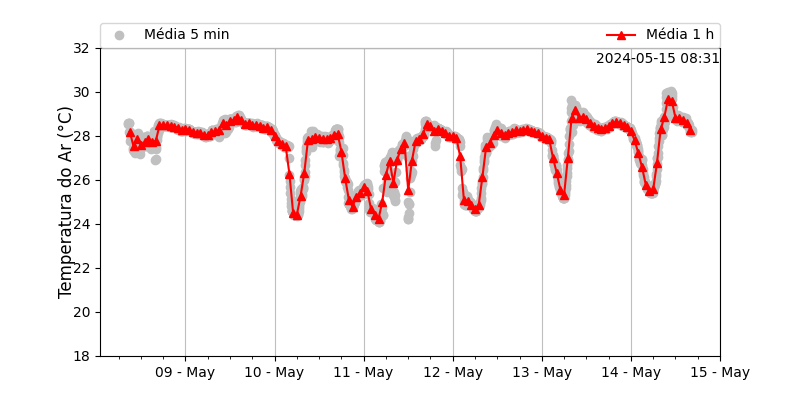 Média 5 min
Média 1 h
2024-05-15 08:31
Temperatura do Ar (°C)
32
30
28
26
24
22
20
18
09 - May
10 - May
11 - May
12 - May
13 - May
14 - May
15 - May